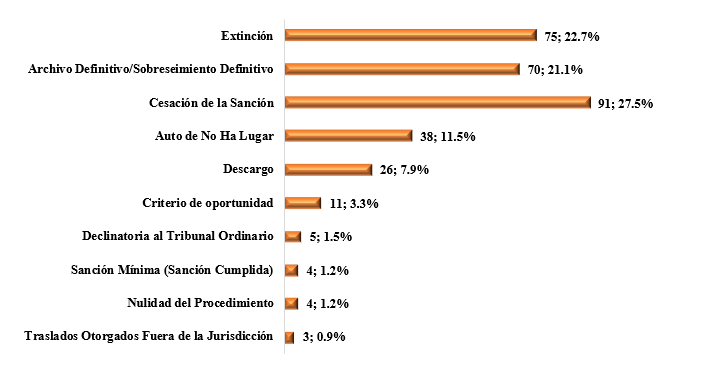 Extinción 75; 22.7%
Archivo Definitivo/Sobreseimiento Definitivo 70; 21.1%
Cesación de la Sanción 91; 27.5%
Auto de No Ha Lugar 38; 11.5%
Descargo 26; 7.9%
Criterio de oportunidad 11; 3.3%
Declinatoria al Tribunal Ordinario 5; 1.5%
Sanción Mínima (Sanción Cumplida) 4; 1.2%
Nulidad del Procedimiento 4; 1.2%
Traslados Otorgados Fuera de la Jurisdicción 3; 0.9%